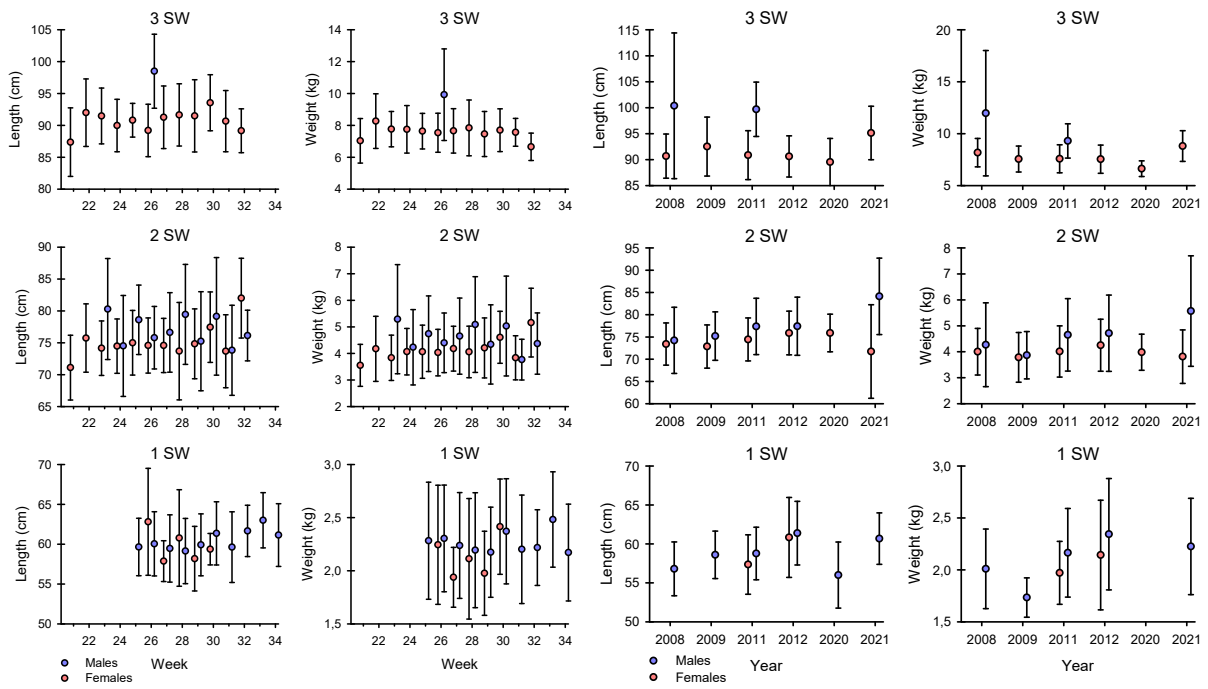 3 SW
Length (cm)
105
100
95
90
85
80
22 24 26 28 30 32 34
3 SW
Weight (kg)
14
12
10
8
6
4
22 24 26 28 30 32 34
3 SW
Length (cm)
115
110
105
100
95
90
85
2008 2009 2011 2012 2020 2021
3 SW
Weight (kg)
20
15
10
5
2008 2009 2011 2012 2020 2021
2 SW
Length (cm)
90
85
80
75
70
65
22 24 26 28 30 32 34
2 SW
Weight (kg)
8
7
6
5
4
3
2
22 24 26 28 30 32 34
2 SW
Length (cm)
95
90
85
80
75
70
65
60
2008 2009 2011 2012 2020 2021
2 SW
Weight (kg)
8
7
6
5
4
3
2
2008 2009 2011 2012 2020 2021
1 SW
Length (cm)
70
65
60
55
50
22 24 26 28 30 32 34
Week
Males
Females
1 SW
Weight (kg)
3,0
2,5
2,0
1,5
22 24 26 28 30 32 34
Week
1 SW
Length (cm)
70
65
60
55
50
2008 2009 2011 2012 2020 2021
Year
Males
Females
1 SW
Weight (kg)
3,0
2,5
2,0
1,5
2008 2009 2011 2012 2020 2021
Year